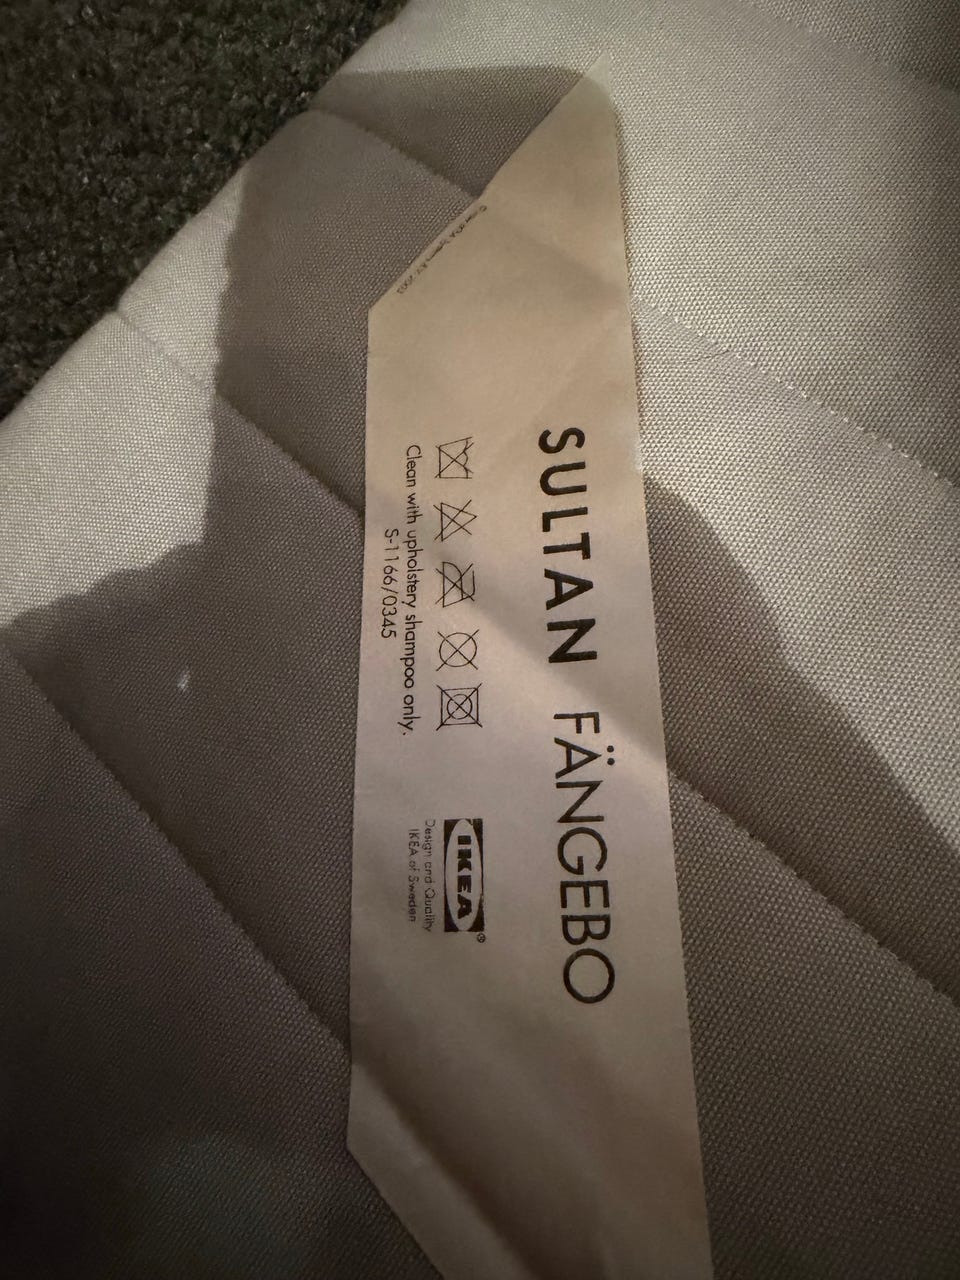 SULTAN FÄNGEBO
Clean with upholstery shampoo only.
S-1166/0345
IKEA®
Design and Quality
IKEA of Sweden